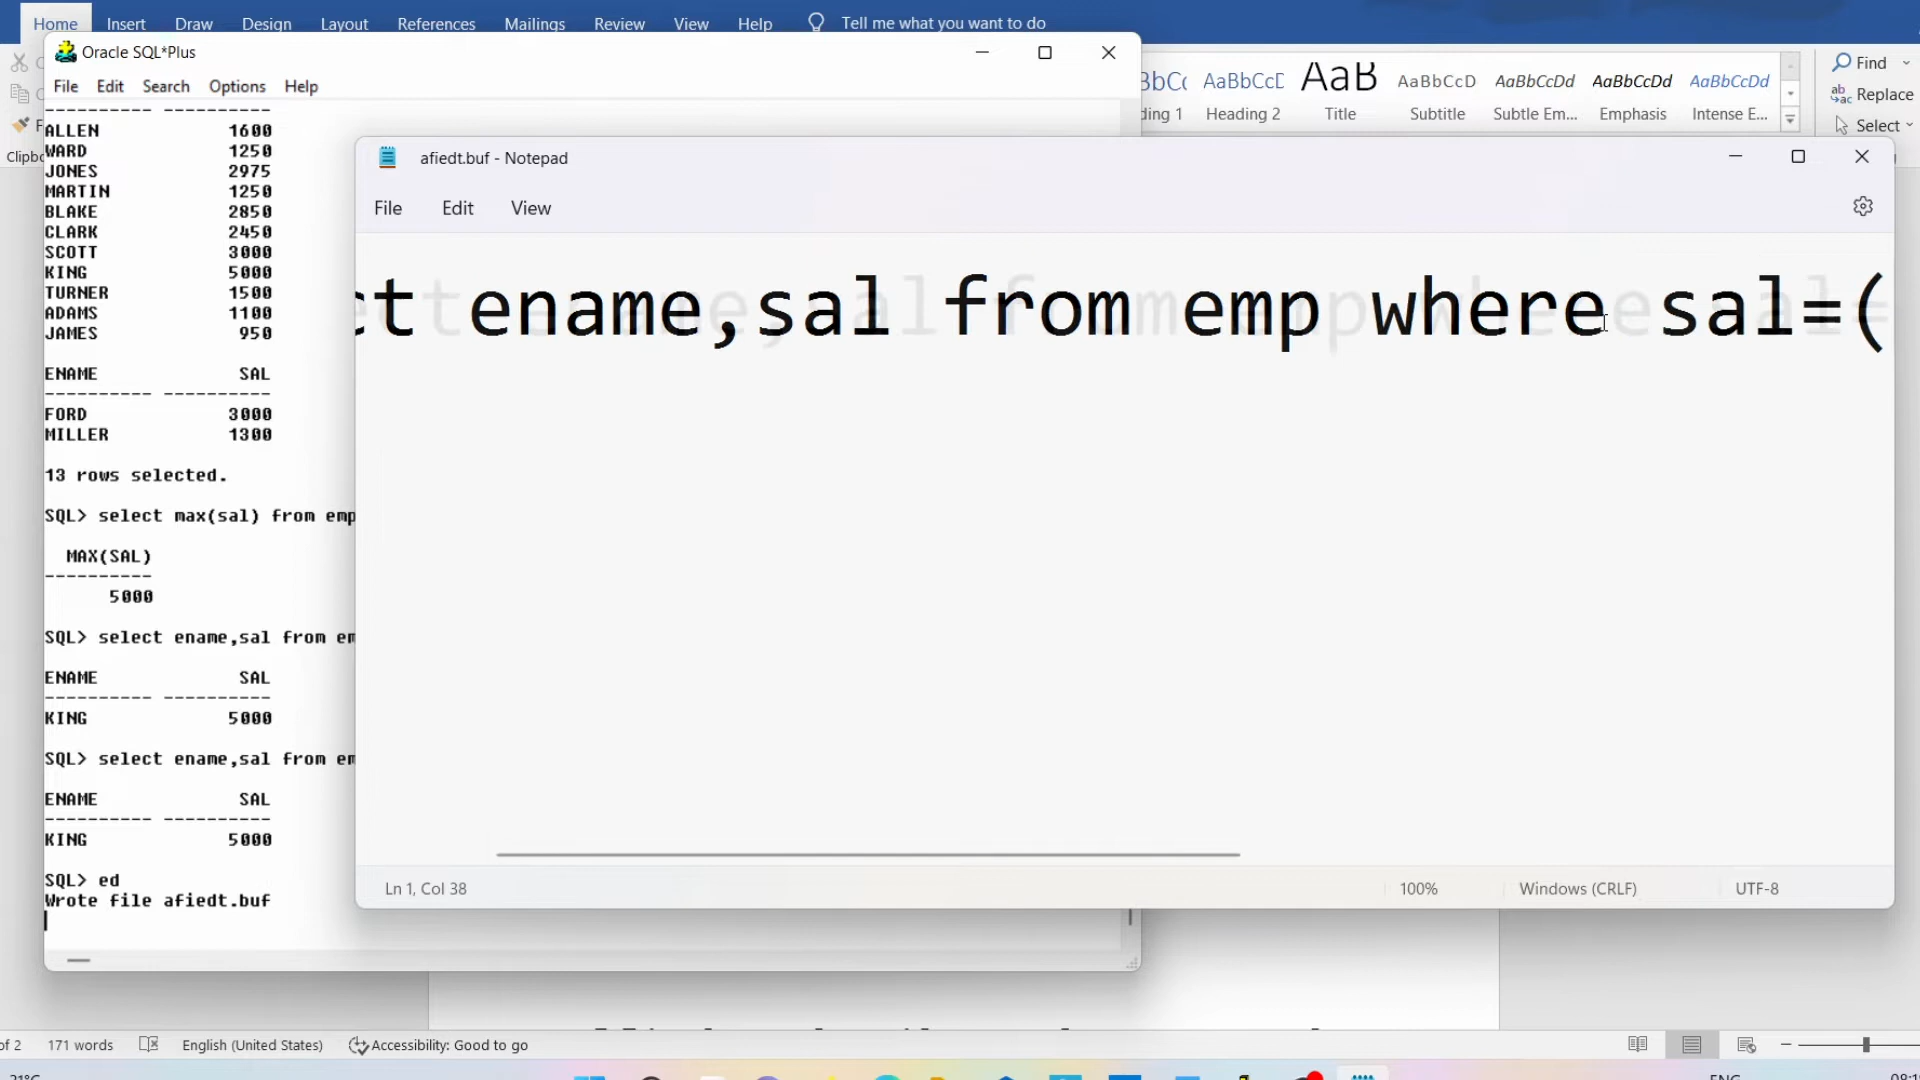 Home Insert Draw Design Layout References Mailings Review View Help Tell me what you want to do
Oracle SQL*Plus
File Edit Search Options Help
Heading 2 Title Subtitle Subtle Em... Emphasis Intense E...
AaBbCcD AaB AaBbCcD AaBbCcDd AaBbCcDd AaBbCcDd
Find
Replace
Select
---------- ----------
ALLEN 1600
WARD 1250
JONES 2975
MARTIN 1250
BLAKE 2850
CLARK 2450
SCOTT 3000
KING 5000
TURNER 1500
ADAMS 1100
JAMES 950
ENAME SAL
---------- ----------
FORD 3000
MILLER 1300
13 rows selected.
SQL> select max(sal) from emp
MAX(SAL)
----------
5000
SQL> select ename,sal from em
ENAME SAL
---------- ----------
KING 5000
SQL> select ename,sal from em
ENAME SAL
---------- ----------
KING 5000
SQL> ed
Wrote file afiedt.buf
afiedt.buf - Notepad
File Edit View
ct ename,sal from emp where sal=(
Ln 1, Col 38 100% Windows (CRLF) UTF-8
of 2 171 words English (United States) Accessibility: Good to go